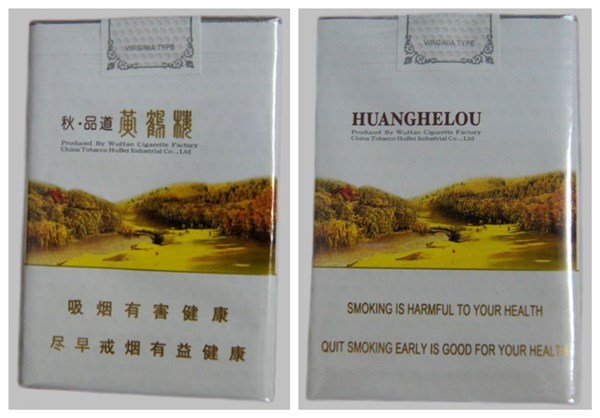 VIRGINIA TYPE
秋·品道 黄鹤楼
Produced By WuHan Cigarette Factory
China Tobacco HuBei Industrial Co., Ltd
吸烟有害健康
尽早戒烟有益健康
VIRGINIA TYPE
HUANGHELOU
Produced By WuHan Cigarette Factory
China Tobacco HuBei Industrial Co., Ltd
SMOKING IS HARMFUL TO YOUR HEALTH
QUIT SMOKING EARLY IS GOOD FOR YOUR HEALTH